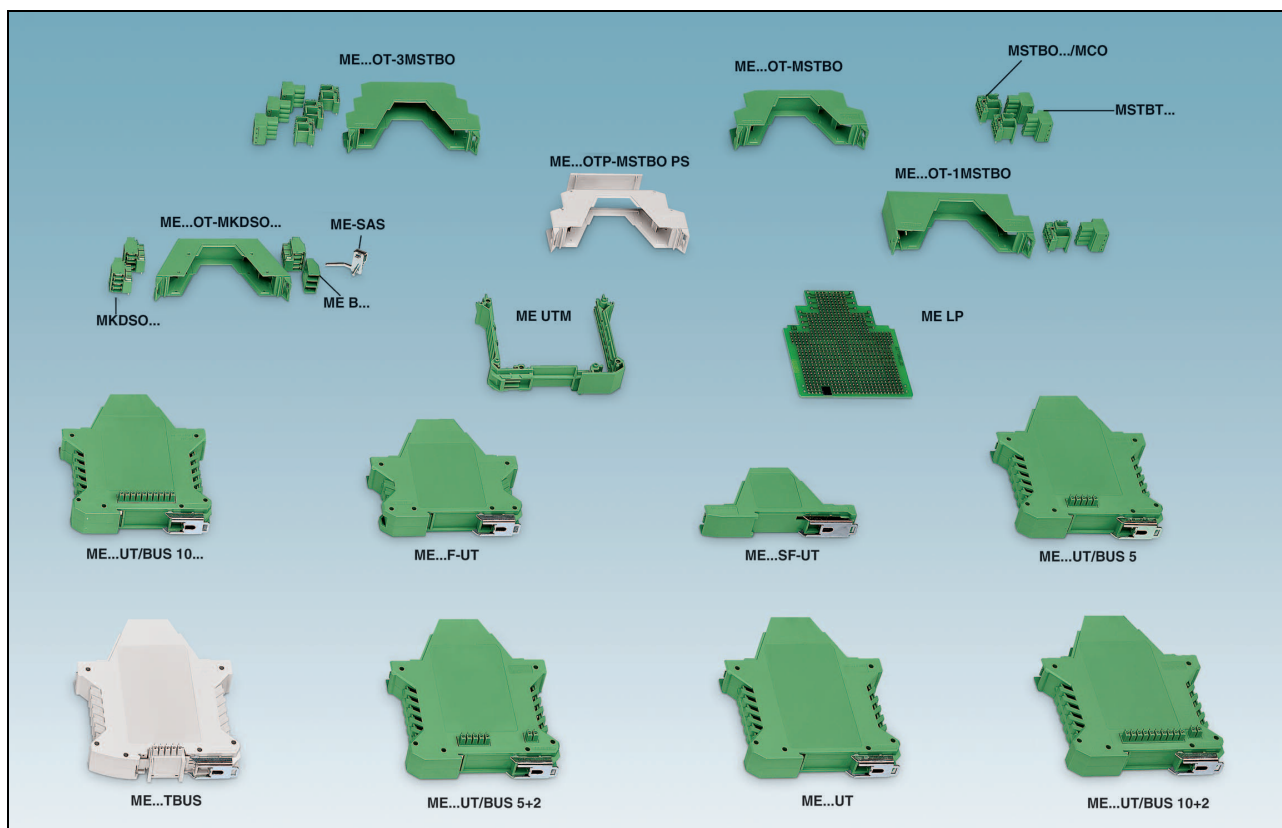 ME...OT-3MSTBO
ME...OT-MSTBO
MSTBO.../MCO
MSTBT...
ME...OTP-MSTBO PS
ME...OT-1MSTBO
ME...OT-MKDSO...
ME-SAS
ME B...
MKDSO...
ME UTM
ME LP
ME...UT/BUS 10...
ME...F-UT
ME...SF-UT
ME...UT/BUS 5
ME...TBUS
ME...UT/BUS 5+2
ME...UT
ME...UT/BUS 10+2